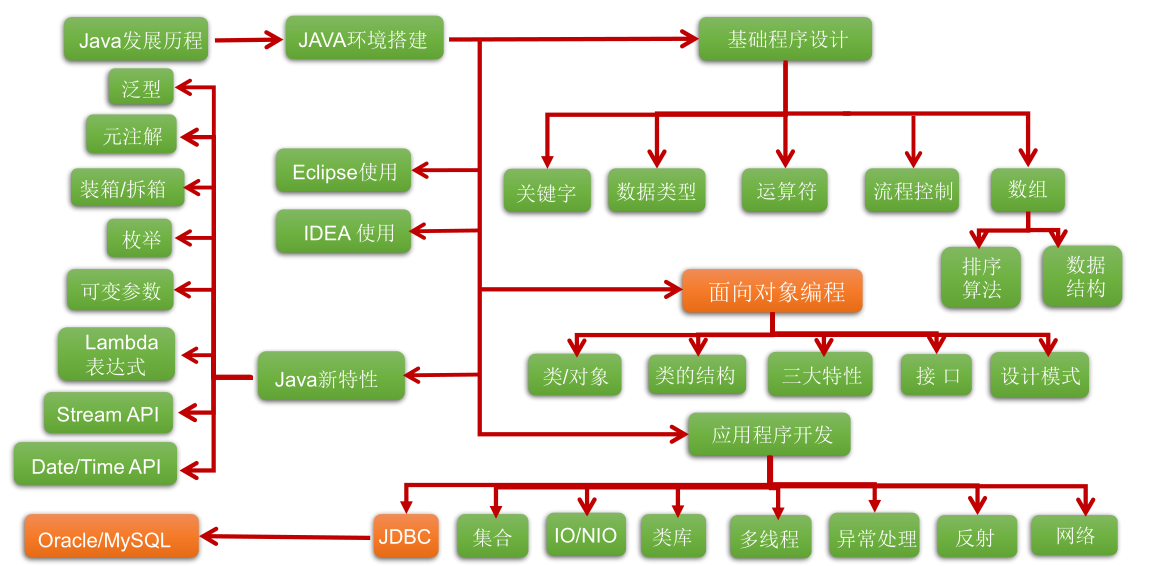 Java发展历程
JAVA环境搭建
基础程序设计
泛型
元注解
装箱/拆箱
枚举
可变参数
Lambda
表达式
Stream API
Date/Time API
Java新特性
Eclipse使用
IDEA 使用
关键字
数据类型
运算符
流程控制
数组
排序
算法
数据
结构
面向对象编程
类/对象
类的结构
三大特性
接 口
设计模式
应用程序开发
Oracle/MySQL
JDBC
集合
IO/NIO
类库
多线程
异常处理
反射
网络